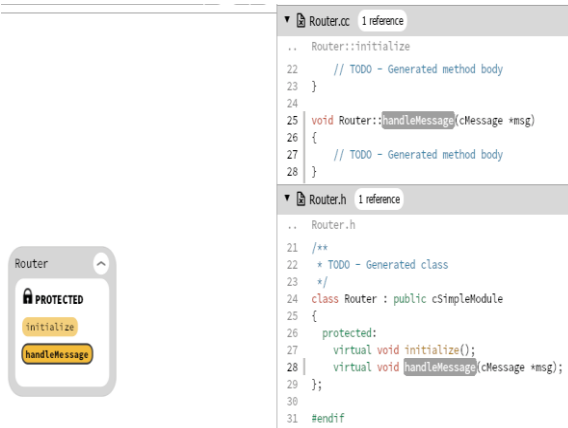 Router.cc 1 reference
.. Router::initialize
22 // TODO - Generated method body
23 }
24
25 void Router::handleMessage(cMessage *msg)
26 {
27 // TODO - Generated method body
28 }
Router.h 1 reference
.. Router.h
21 /**
22 * TODO - Generated class
23 */
24 class Router : public cSimpleModule
25 {
26 protected:
27 virtual void initialize();
28 virtual void handleMessage(cMessage *msg);
29 };
30
31 #endif
Router
PROTECTED
initialize
handleMessage